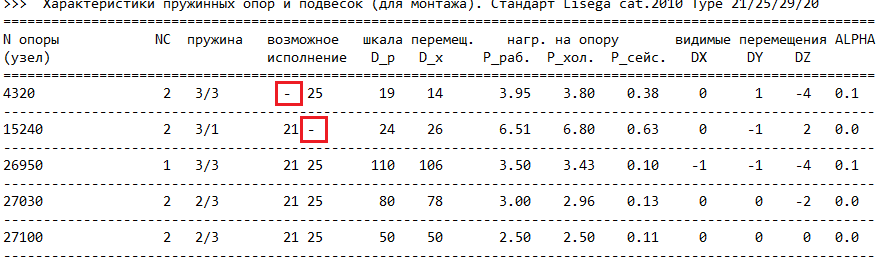 >>>  Характеристики пружинных опор и подвесок (для монтажа). Стандарт Lisega cat.2010 Type 21/25/29/20
N опоры NC пружина возможное шкала перемещ. нагр. на опору видимые перемещения ALPHA
(узел) исполнение D_p D_x P_раб. P_хол. P_сейс. DX DY DZ
4320 2 3/3 - 25 19 14 3.95 3.80 0.38 0 1 -4 0.1
15240 2 3/1 21 - 24 26 6.51 6.80 0.63 0 -1 2 0.0
26950 1 3/3 21 25 110 106 3.50 3.43 0.10 -1 -1 -4 0.1
27030 2 2/3 21 25 80 78 3.00 2.96 0.13 0 0 -2 0.0
27100 2 2/3 21 25 50 50 2.50 2.50 0.11 0 0 0 0.0